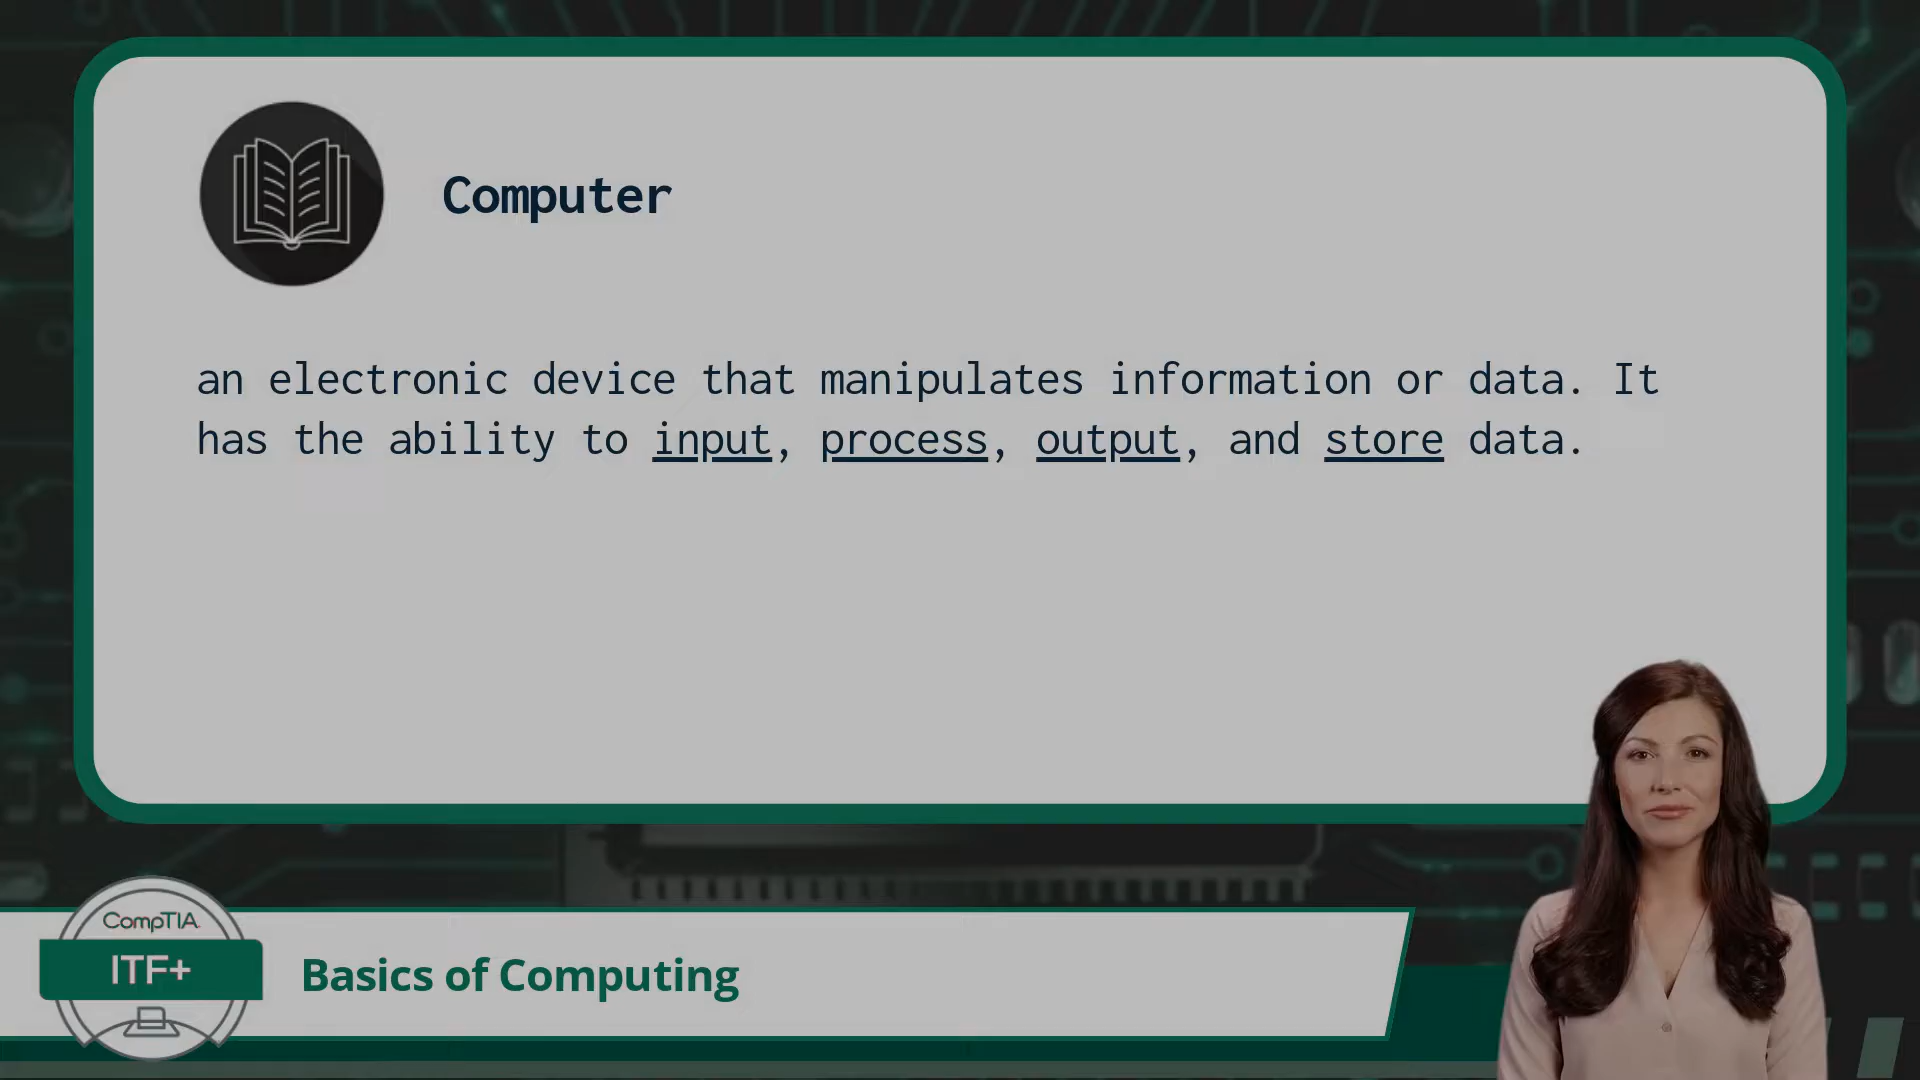 Computer
an electronic device that manipulates information or data. It
has the ability to input, process, output, and store data.
CompTIA
ITF+
Basics of Computing